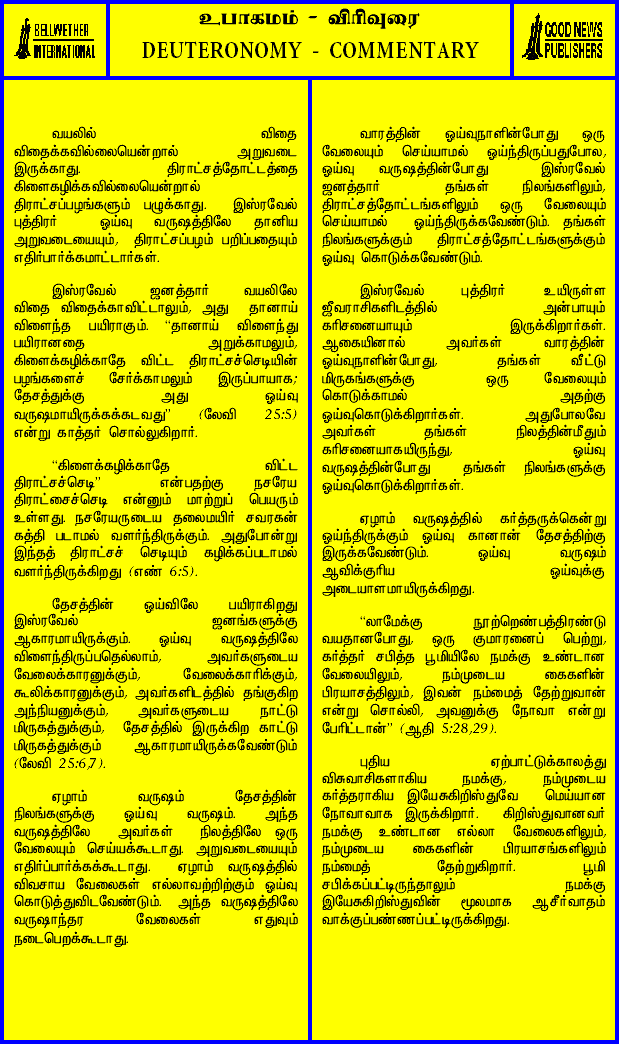 BELLWETHER
INTERNATIONAL
உபாகமம் - விரிவுரை
DEUTERONOMY - COMMENTARY
GOOD NEWS
PUBLISHERS
வயலில் விதை
விதைக்கவில்லையென்றால் அறுவடை
இருக்காது. திராட்சத்தோட்டத்தை
கிளைகழிக்கவில்லையென்றால்
திராட்சப்பழங்களும் பழுக்காது. இஸ்ரவேல்
புத்திரர் ஓய்வு வருஷத்திலே தானிய
அறுவடையையும், திராட்சப்பழம் பறிப்பதையும்
எதிர்பார்க்கமாட்டார்கள்.
இஸ்ரவேல் ஜனத்தார் வயலிலே
விதை விதைக்காவிட்டாலும், அது தானாய்
விளைந்த பயிராகும். “தானாய் விளைந்து
பயிரானதை அறுக்காமலும்,
கிளைக்கழிக்காதே விட்ட திராட்சச்செடியின்
பழங்களைச் சேர்க்காமலும் இருப்பாயாக;
தேசத்துக்கு அது ஓய்வு
வருஷமாயிருக்கக்கடவது” (லேவி 25:5)
என்று காத்தர் சொல்லுகிறார்.
“கிளைக்கழிக்காதே விட்ட
திராட்சச்செடி” என்பதற்கு நசரேய
திராட்சைச்செடி என்னும் மாற்றுப் பெயரும்
உள்ளது. நசரேயருடைய தலைமயிர் சவரகன்
கத்தி படாமல் வளர்ந்திருக்கும். அதுபோன்று
இந்தத் திராட்சச் செடியும் கழிக்கப்படாமல்
வளர்ந்திருக்கிறது (எண் 6:5).
தேசத்தின் ஓய்விலே பயிராகிறது
இஸ்ரவேல் ஜனங்களுக்கு
ஆகாரமாயிருக்கும். ஓய்வு வருஷத்திலே
விளைந்திருப்பதெல்லாம், அவர்களுடைய
வேலைக்காரனுக்கும், வேலைக்காரிக்கும்,
கூலிக்காரனுக்கும், அவர்களிடத்தில் தங்குகிற
அந்நியனுக்கும், அவர்களுடைய நாட்டு
மிருகத்துக்கும், தேசத்தில் இருக்கிற காட்டு
மிருகத்துக்கும் ஆகாரமாயிருக்கவேண்டும்
(லேவி 25:6,7).
ஏழாம் வருஷம் தேசத்தின்
நிலங்களுக்கு ஓய்வு வருஷம். அந்த
வருஷத்திலே அவர்கள் நிலத்திலே ஒரு
வேலையும் செய்யக்கூடாது. அறுவடையையும்
எதிர்பார்க்கக்கூடாது. ஏழாம் வருஷத்தில்
விவசாய வேலைகள் எல்லாவற்றிற்கும் ஓய்வு
கொடுத்துவிடவேண்டும். அந்த வருஷத்திலே
வருஷாந்தர வேலைகள் எதுவும்
நடைபெறக்கூடாது.
வாரத்தின் ஓய்வுநாளின்போது ஒரு
வேலையும் செய்யாமல் ஓய்ந்திருப்பதுபோல,
ஓய்வு வருஷத்தின்போது இஸ்ரவேல்
ஜனத்தார் தங்கள் நிலங்களிலும்,
திராட்சத்தோட்டங்களிலும் ஒரு வேலையும்
செய்யாமல் ஓய்ந்திருக்கவேண்டும். தங்கள்
நிலங்களுக்கும் திராட்சத்தோட்டங்களுக்கும்
ஓய்வு கொடுக்கவேண்டும்.
இஸ்ரவேல் புத்திரர் உயிருள்ள
ஜீவராசிகளிடத்தில் அன்பாயும்
கரிசனையாயும் இருக்கிறார்கள்.
ஆகையினால் அவர்கள் வாரத்தின்
ஓய்வுநாளின்போது, தங்கள் வீட்டு
மிருகங்களுக்கு ஒரு வேலையும்
கொடுக்காமல் அதற்கு
ஓய்வுகொடுக்கிறார்கள். அதுபோலவே
அவர்கள் தங்கள் நிலத்தின்மீதும்
கரிசனையாகயிருந்து, ஓய்வு
வருஷத்தின்போது தங்கள் நிலங்களுக்கு
ஓய்வுகொடுக்கிறார்கள்.
ஏழாம் வருஷத்தில் கர்த்தருக்கென்று
ஓய்ந்திருக்கும் ஓய்வு கானான் தேசத்திற்கு
இருக்கவேண்டும். ஓய்வு வருஷம்
ஆவிக்குரிய ஓய்வுக்கு
அடையாளமாயிருக்கிறது.
“லாமேக்கு நூற்றெண்பத்திரண்டு
வயதானபோது, ஒரு குமாரனைப் பெற்று,
கர்த்தர் சபித்த பூமியிலே நமக்கு உண்டான
வேலையிலும், நம்முடைய கைகளின்
பிரயாசத்திலும், இவன் நம்மைத் தேற்றுவான்
என்று சொல்லி, அவனுக்கு நோவா என்று
பேரிட்டான்” (ஆதி 5:28,29).
புதிய ஏற்பாட்டுக்காலத்து
விசுவாசிகளாகிய நமக்கு, நம்முடைய
கர்த்தராகிய இயேசுகிறிஸ்துவே மெய்யான
நோவாவாக இருக்கிறார். கிறிஸ்துவானவர்
நமக்கு உண்டான எல்லா வேலைகளிலும்,
நம்முடைய கைகளின் பிரயாசங்களிலும்
நம்மைத் தேற்றுகிறார். பூமி
சபிக்கப்பட்டிருந்தாலும் நமக்கு
இயேசுகிறிஸ்துவின் மூலமாக ஆசீர்வாதம்
வாக்குப்பண்ணப்பட்டிருக்கிறது.